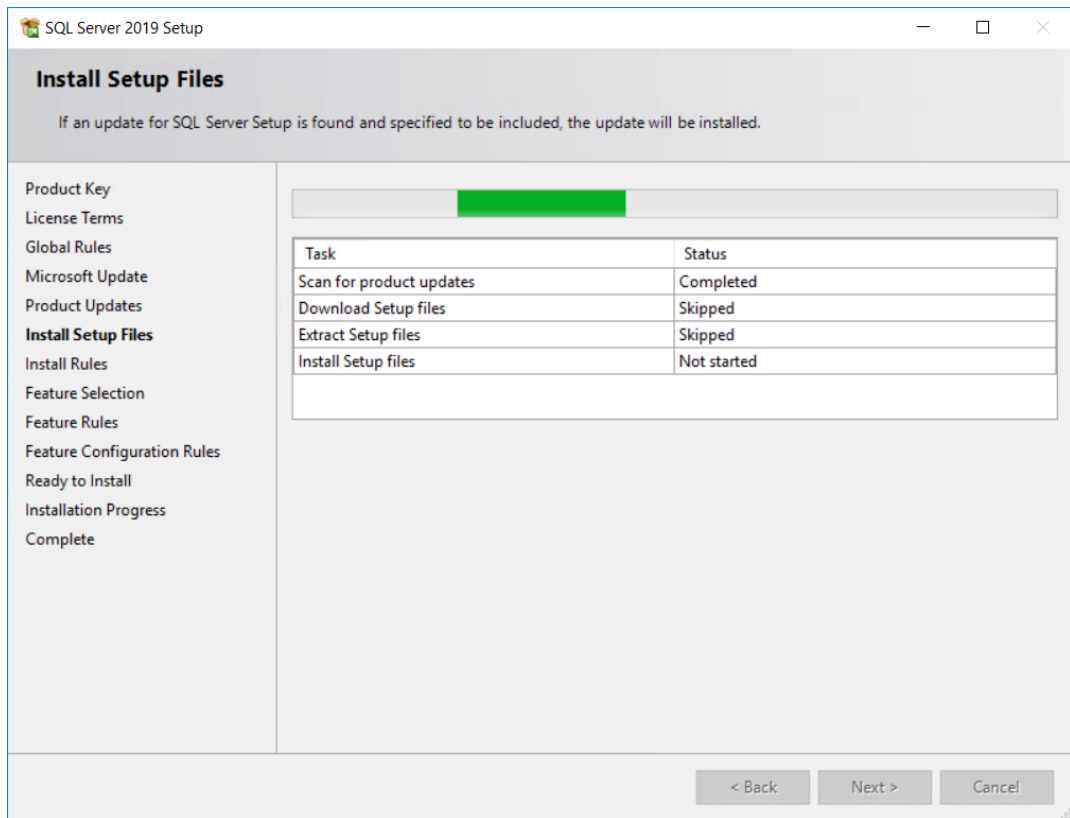 SQL Server 2019 Setup
Install Setup Files
If an update for SQL Server Setup is found and specified to be included, the update will be installed.
Product Key
License Terms
Global Rules
Microsoft Update
Product Updates
Install Setup Files
Install Rules
Feature Selection
Feature Rules
Feature Configuration Rules
Ready to Install
Installation Progress
Complete
Task Status
Scan for product updates Completed
Download Setup files Skipped
Extract Setup files Skipped
Install Setup files Not started
< Back Next > Cancel